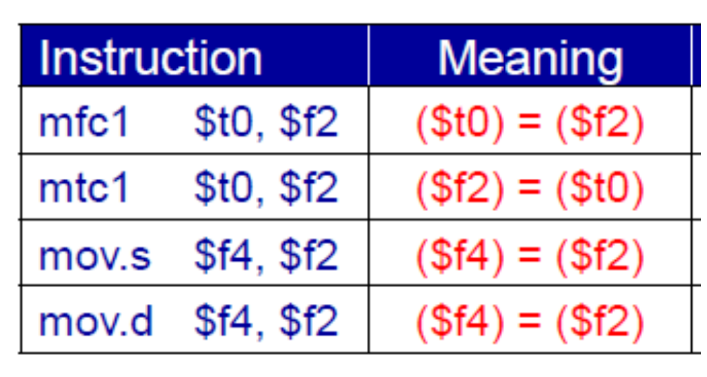 Instruction Meaning
mfc1 $t0, $f2 ($t0) = ($f2)
mtc1 $t0, $f2 ($f2) = ($t0)
mov.s $f4, $f2 ($f4) = ($f2)
mov.d $f4, $f2 ($f4) = ($f2)